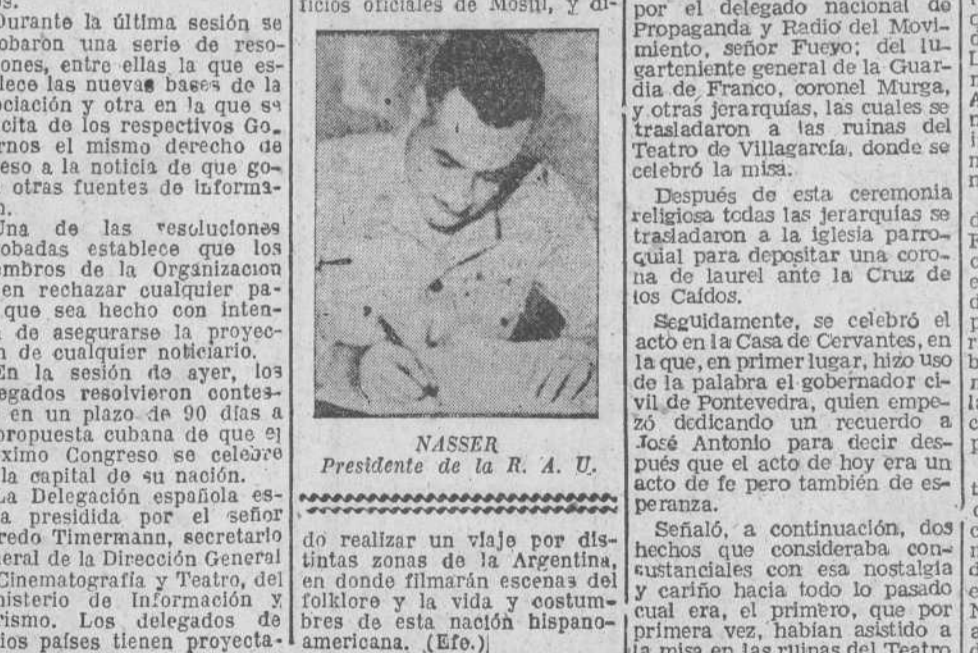 Durante la última sesión se
obaron una serie de reso-
ones, entre ellas la que es-
lece las nuevas bases de la
ciación y otra en la que se
cita de los respectivos Go-
rnos el mismo derecho de
eso a la noticia de que go-
otras fuentes de informa-
n.
Una de las resoluciones
obadas establece que los
embros de la Organización
en rechazar cualquier pa-
que sea hecho con inten-
de asegurarse la proyec-
n de cualquier noticiario.
En la sesión de ayer, los
egados resolvieron contes-
en un plazo de 90 días a
propuesta cubana de que el
ximo Congreso se celebre
la capital de su nación.
La Delegación española es-
a presidida por el señor
redo Timermann, secretario
eral de la Dirección General
Cinematografía y Teatro, del
nisterio de Información y
rismo. Los delegados de
ios países tienen proyecta-
ficios oficiales de Mosul, y di-
NASSER
Presidente de la R. A. U.
do realizar un viaje por dis-
tintas zonas de la Argentina,
en donde filmarán escenas del
folklore y la vida y costum-
bres de esta nación hispano-
americana. (Efe.)
por el delegado nacional de
Propaganda y Radio del Movi-
miento, señor Fueyo; del lu-
garteniente general de la Guar-
dia de Franco, coronel Murga,
y otras jerarquías, las cuales se
trasladaron a las ruinas del
Teatro de Villagarcía, donde se
celebró la misa.
Después de esta ceremonia
religiosa todas las jerarquías se
trasladaron a la iglesia parro-
quial para depositar una coro-
na de laurel ante la Cruz de
los Caídos.
Seguidamente, se celebró el
acto en la Casa de Cervantes, en
la que, en primer lugar, hizo uso
de la palabra el gobernador ci-
vil de Pontevedra, quien empe-
zó dedicando un recuerdo a
José Antonio para decir des-
pués que el acto de hoy era un
acto de fe pero también de es-
peranza.
Señaló, a continuación, dos
hechos que consideraba con-
sustanciales con esa nostalgia
y cariño hacia todo lo pasado
cual era, el primero, que por
primera vez, habían asistido a
la misa en las ruinas del Teatro